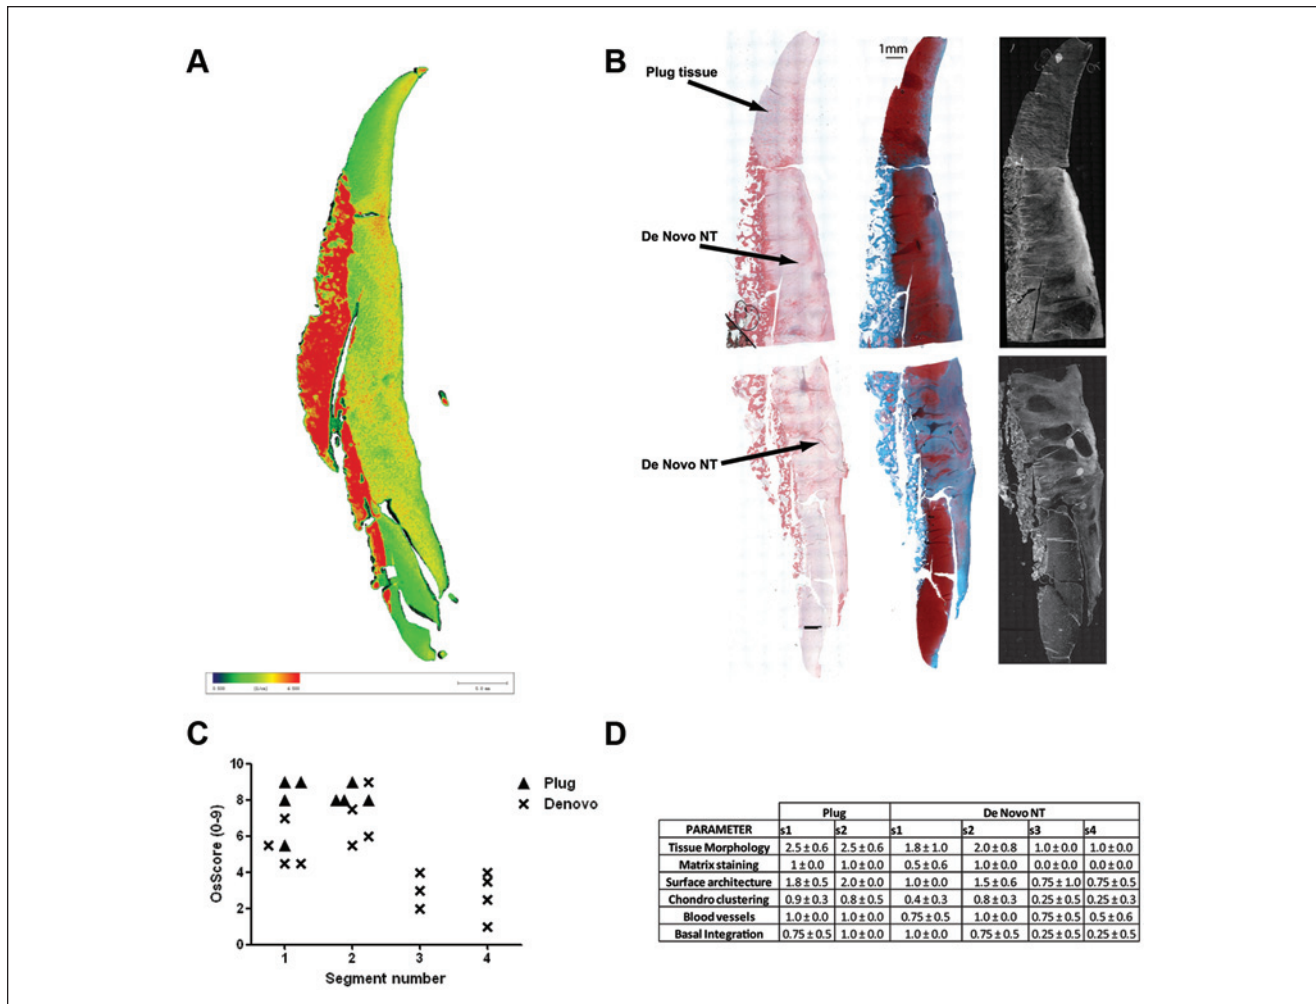 A
B
Plug tissue
1mm
De Novo NT
De Novo NT
C
OsScore (0-9)
10
8
6
4
2
0
1 2 3 4
Segment number
Plug
Denovo
D
Plug De Novo NT
PARAMETER s1 s2 s1 s2 s3 s4
Tissue Morphology 2.5 ± 0.6 2.5 ± 0.6 1.8 ± 1.0 2.0 ± 0.8 1.0 ± 0.0 1.0 ± 0.0
Matrix staining 1 ± 0.0 1.0 ± 0.0 0.5 ± 0.6 1.0 ± 0.0 0.0 ± 0.0 0.0 ± 0.0
Surface architecture 1.8 ± 0.5 2.0 ± 0.0 1.0 ± 0.0 1.5 ± 0.6 0.75 ± 1.0 0.75 ± 0.5
Chondro clustering 0.9 ± 0.3 0.8 ± 0.5 0.4 ± 0.3 0.8 ± 0.3 0.25 ± 0.5 0.25 ± 0.3
Blood vessels 1.0 ± 0.0 1.0 ± 0.0 0.75 ± 0.5 1.0 ± 0.0 0.75 ± 0.5 0.5 ± 0.6
Basal Integration 0.75 ± 0.5 1.0 ± 0.0 1.0 ± 0.0 0.75 ± 0.5 0.25 ± 0.5 0.25 ± 0.5